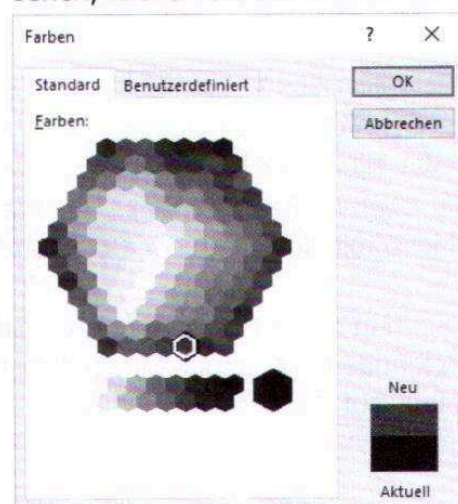 Farben ?
Standard Benutzerdefiniert
OK
Farben:
Abbrechen
Neu
Aktuell